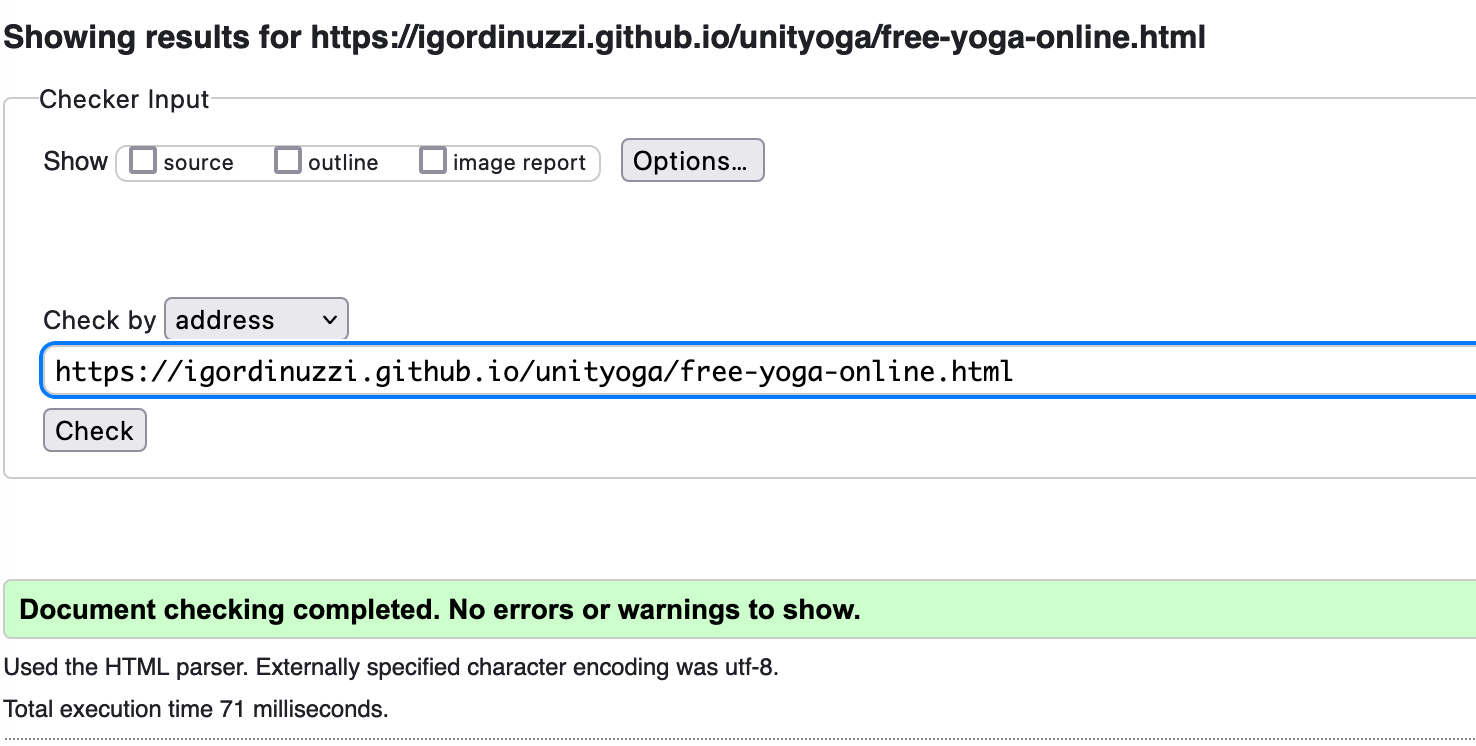 Showing results for https://igordinuzzi.github.io/unityoga/free-yoga-online.html
Checker Input
Show source outline image report Options...
Check by address
https://igordinuzzi.github.io/unityoga/free-yoga-online.html
Check
Document checking completed. No errors or warnings to show.
Used the HTML parser. Externally specified character encoding was utf-8.
Total execution time 71 milliseconds.